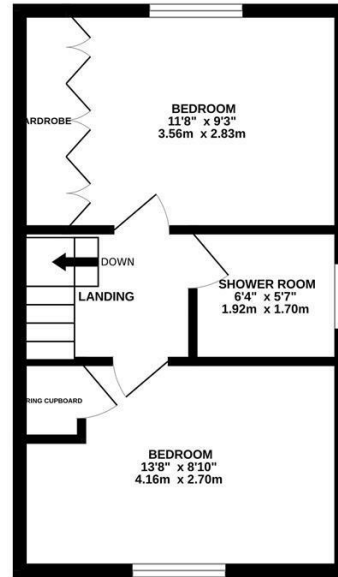 BEDROOM
11'8" x 9'3"
3.56m x 2.83m
ARDROBE
DOWN
LANDING
SHOWER ROOM
6'4" x 5'7"
1.92m x 1.70m
RING CUPBOARD
BEDROOM
13'8" x 8'10"
4.16m x 2.70m